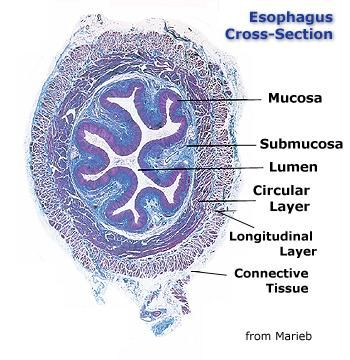 Esophagus
Cross-Section
Mucosa
Submucosa
Lumen
Circular
Layer
Longitudinal
Layer
Connective
Tissue
from Marieb